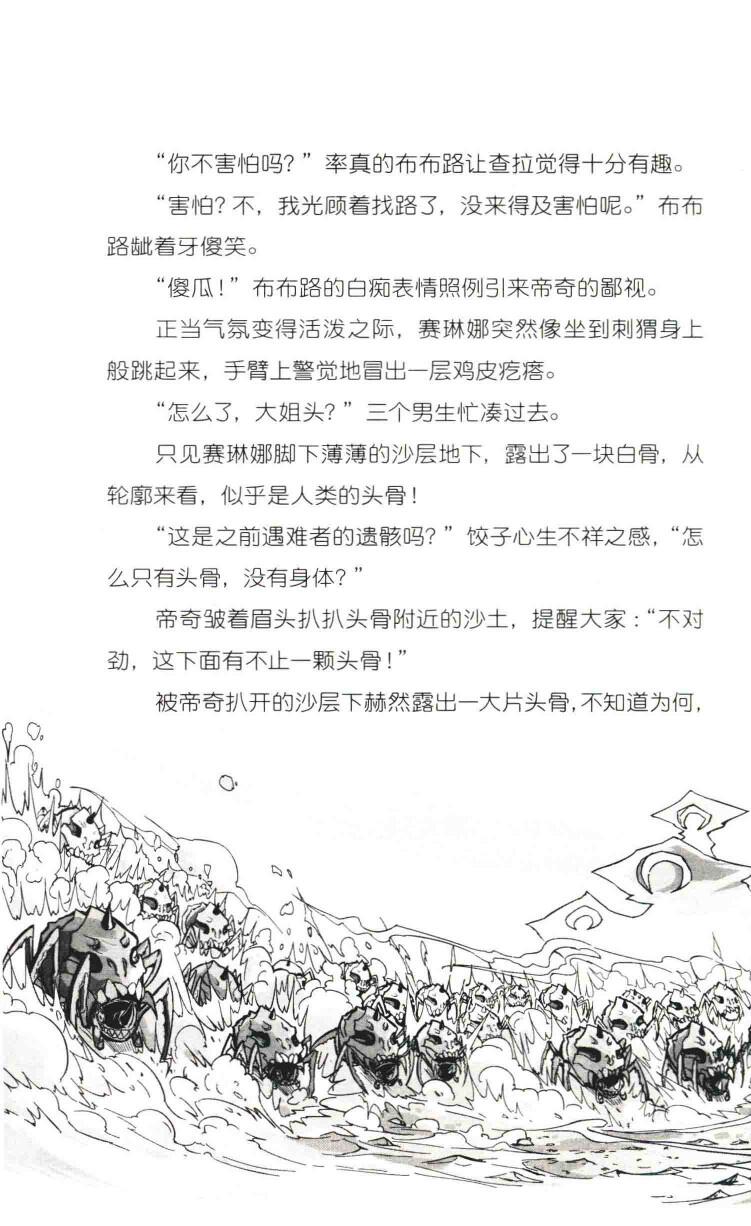 “你不害怕吗？”率真的布布路让查拉觉得十分有趣。
“害怕？不，我光顾着找路了，没来得及害怕呢。”布布
路龇着牙傻笑。
“傻瓜！”布布路的白痴表情照例引来帝奇的鄙视。
正当气氛变得活泼之际，赛琳娜突然像坐到刺猬身上
般跳起来，手臂上警觉地冒出一层鸡皮疙瘩。
“怎么了，大姐头？”三个男生忙凑过去。
只见赛琳娜脚下薄薄的沙层地下，露出了一块白骨，从
轮廓来看，似乎是人类的头骨！
“这是之前遇难者的遗骸吗？”饺子心生不祥之感，“怎
么只有头骨，没有身体？”
帝奇皱着眉头扒扒头骨附近的沙土，提醒大家：“不对
劲，这下面有不止一颗头骨！”
被帝奇扒开的沙层下赫然露出一大片头骨，不知道为何，